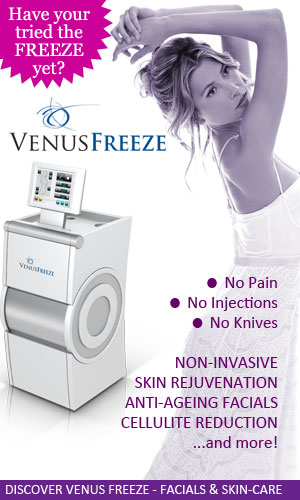 Have your
tried the
FREEZE
yet?
VENUSFREEZE
VENUSFREEZE
● No Pain
● No Injections
● No Knives
NON-INVASIVE
SKIN REJUVENATION
ANTI-AGEING FACIALS
CELLULITE REDUCTION
...and more!
DISCOVER VENUS FREEZE - FACIALS & SKIN-CARE